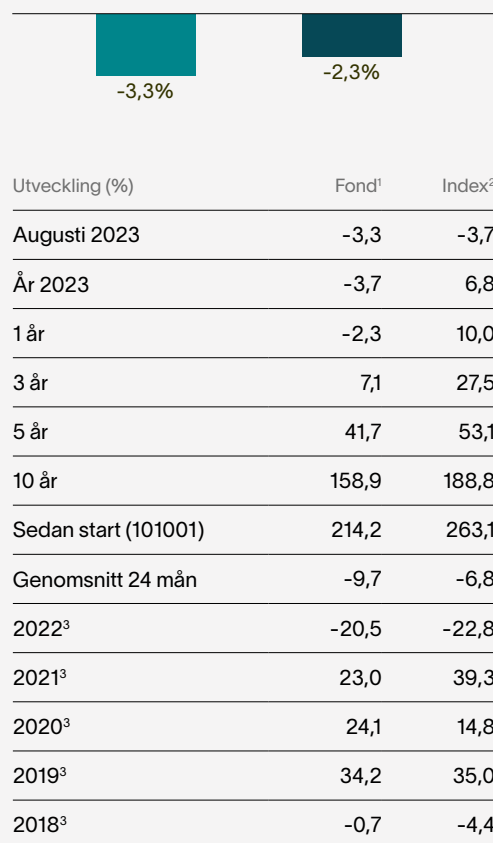 -3,3% -2,3%
Utveckling (%) Fond¹ Index²
Augusti 2023 -3,3 -3,7
År 2023 -3,7 6,8
1 år -2,3 10,0
3 år 7,1 27,5
5 år 41,7 53,1
10 år 158,9 188,8
Sedan start (101001) 214,2 263,1
Genomsnitt 24 mån -9,7 -6,8
2022³ -20,5 -22,8
2021³ 23,0 39,3
2020³ 24,1 14,8
2019³ 34,2 35,0
2018³ -0,7 -4,4